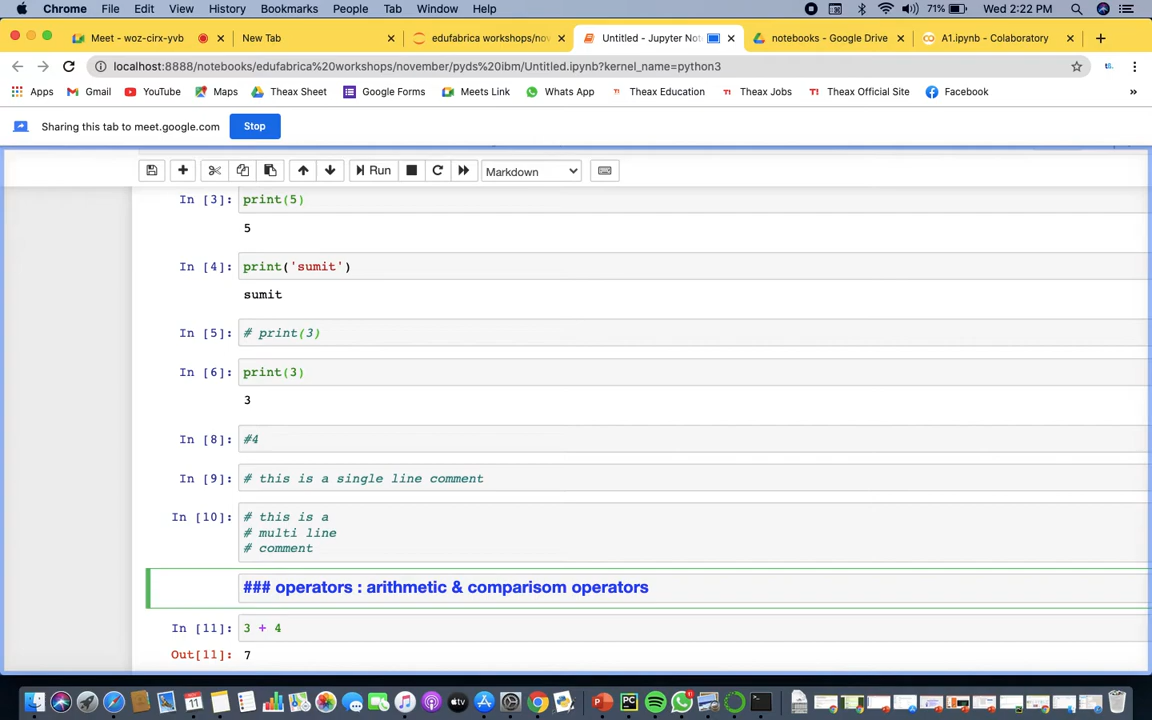 Chrome File Edit View History Bookmarks People Tab Window Help 71% Wed 2:22 PM
Meet - woz-cirx-yvb New Tab edufabrica workshops/nov Untitled - Jupyter Not notebooks - Google Drive A1.ipynb - Colaboratory
localhost:8888/notebooks/edufabrica%20workshops/november/pyds%20ibm/Untitled.ipynb?kernel_name=python3
Apps Gmail YouTube Maps Theax Sheet Google Forms Meets Link Whats App Theax Education Theax Jobs Theax Official Site Facebook »
Sharing this tab to meet.google.com Stop
Run Markdown
In [3]: print(5)
5
In [4]: print('sumit')
sumit
In [5]: # print(3)
In [6]: print(3)
3
In [8]: #4
In [9]: # this is a single line comment
In [10]: # this is a
# multi line
# comment
### operators : arithmetic & comparisom operators
In [11]: 3 + 4
Out[11]: 7